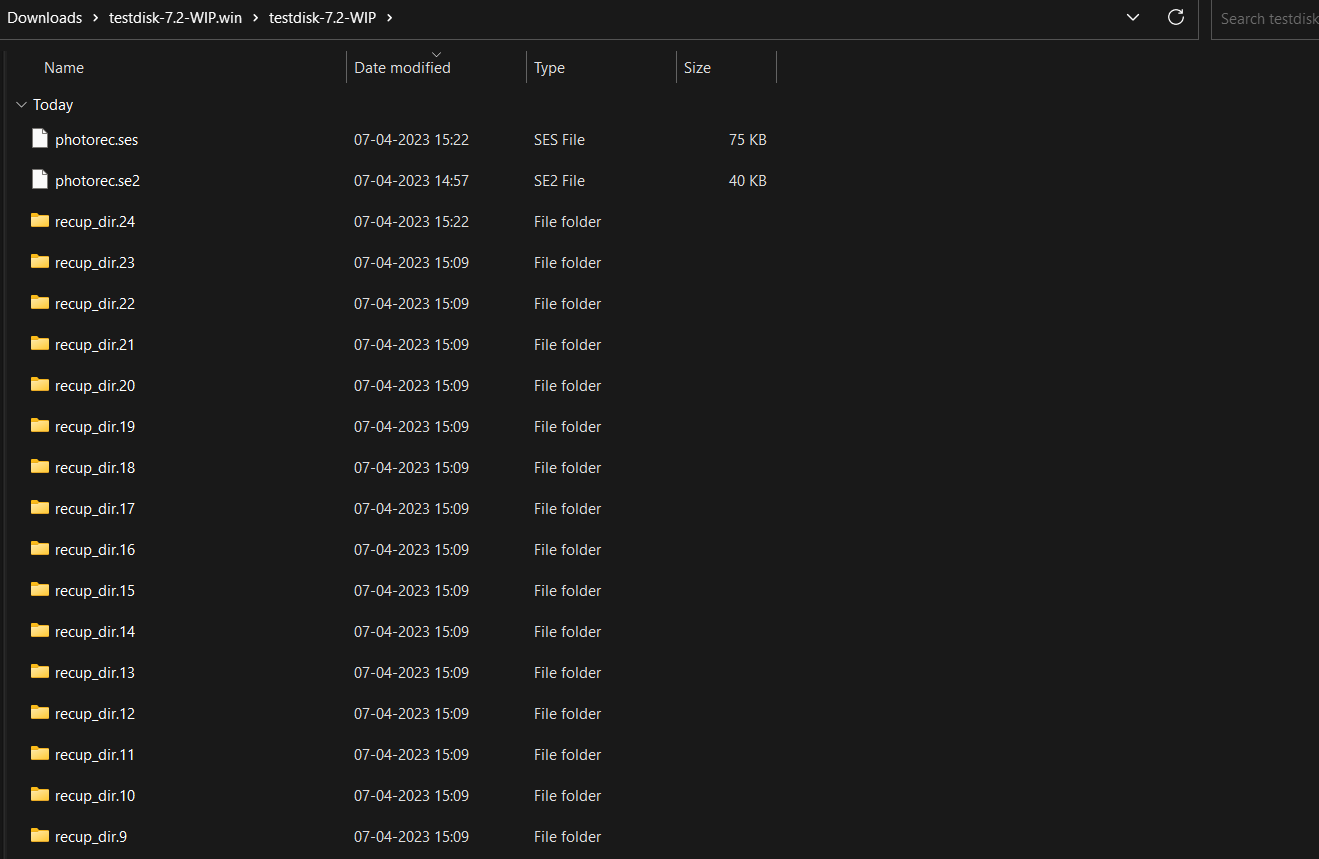 Downloads > testdisk-7.2-WIP.win > testdisk-7.2-WIP >
Search testdisk
Name Date modified Type Size
Today
photorec.ses 07-04-2023 15:22 SES File 75 KB
photorec.se2 07-04-2023 14:57 SE2 File 40 KB
recup_dir.24 07-04-2023 15:22 File folder
recup_dir.23 07-04-2023 15:09 File folder
recup_dir.22 07-04-2023 15:09 File folder
recup_dir.21 07-04-2023 15:09 File folder
recup_dir.20 07-04-2023 15:09 File folder
recup_dir.19 07-04-2023 15:09 File folder
recup_dir.18 07-04-2023 15:09 File folder
recup_dir.17 07-04-2023 15:09 File folder
recup_dir.16 07-04-2023 15:09 File folder
recup_dir.15 07-04-2023 15:09 File folder
recup_dir.14 07-04-2023 15:09 File folder
recup_dir.13 07-04-2023 15:09 File folder
recup_dir.12 07-04-2023 15:09 File folder
recup_dir.11 07-04-2023 15:09 File folder
recup_dir.10 07-04-2023 15:09 File folder
recup_dir.9 07-04-2023 15:09 File folder